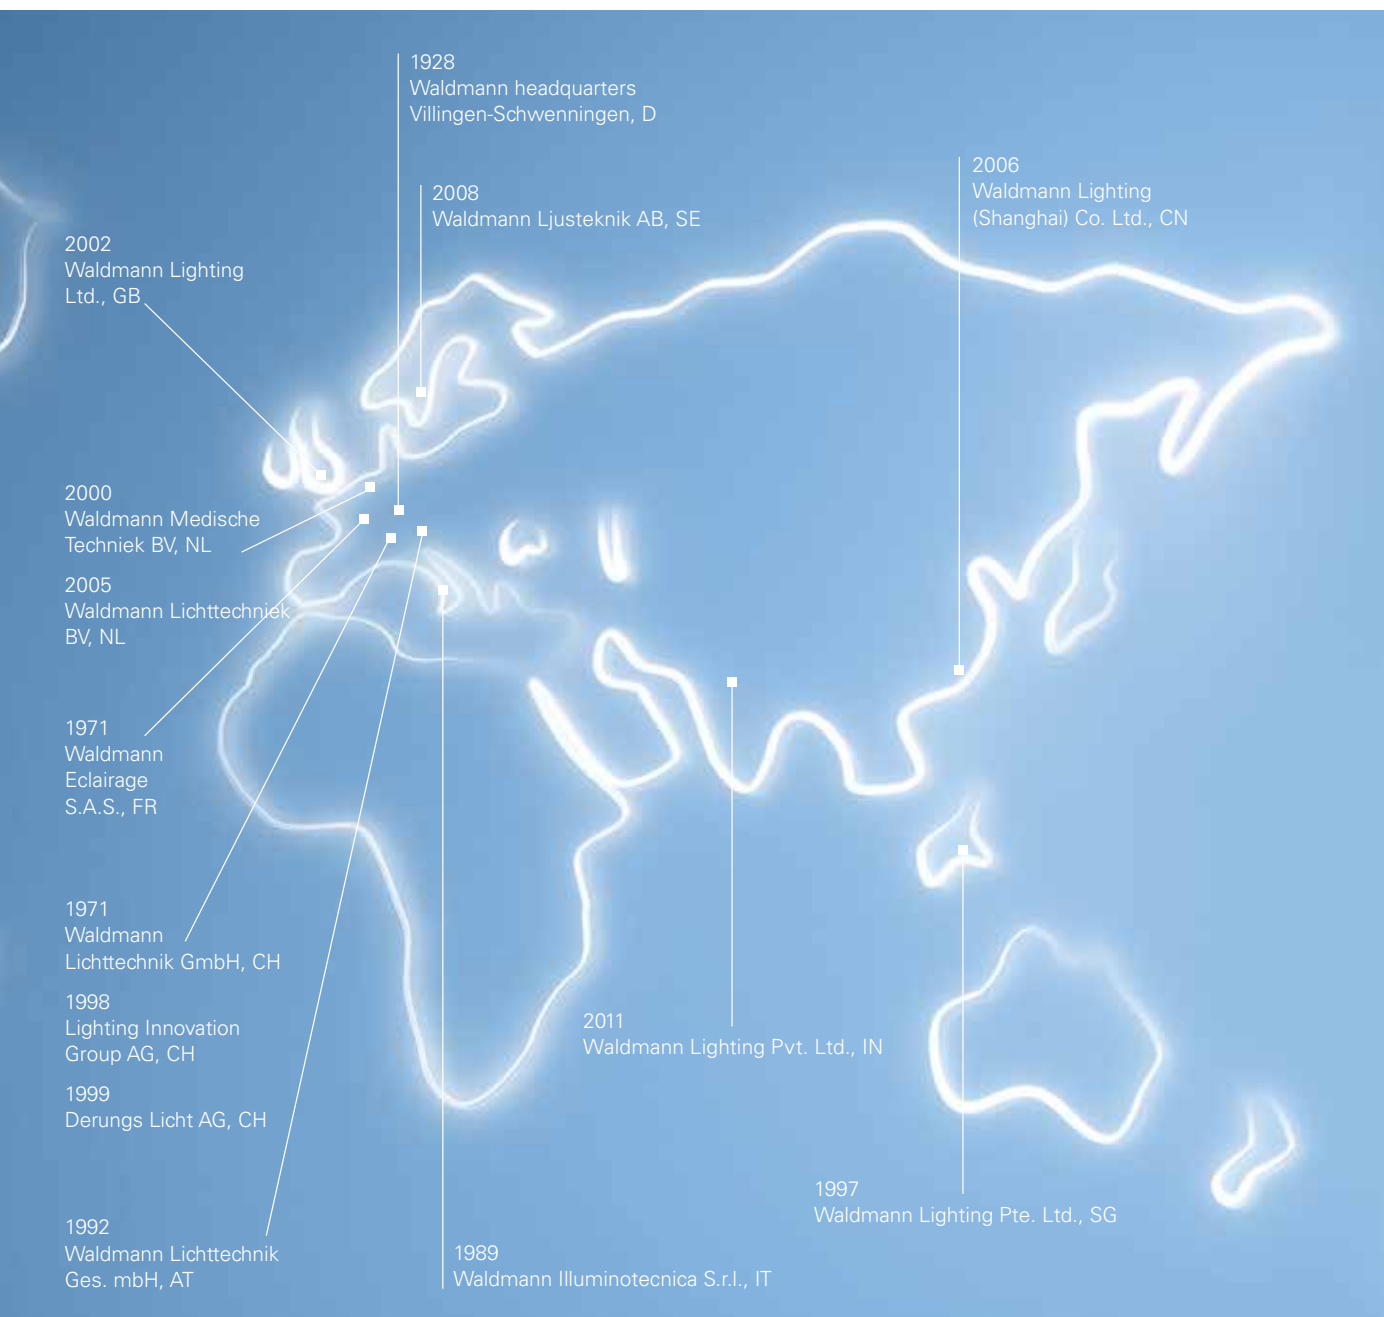 1928
Waldmann headquarters
Villingen-Schwenningen, D
2008
Waldmann Ljusteknik AB, SE
2006
Waldmann Lighting
(Shanghai) Co. Ltd., CN
2002
Waldmann Lighting
Ltd., GB
2000
Waldmann Medische
Techniek BV, NL
2005
Waldmann Lichttechniek
BV, NL
1971
Waldmann
Eclairage
S.A.S., FR
1971
Waldmann
Lichttechnik GmbH, CH
1998
Lighting Innovation
Group AG, CH
1999
Derungs Licht AG, CH
2011
Waldmann Lighting Pvt. Ltd., IN
1997
Waldmann Lighting Pte. Ltd., SG
1992
Waldmann Lichttechnik
Ges. mbH, AT
1989
Waldmann Illuminotecnica S.r.l., IT